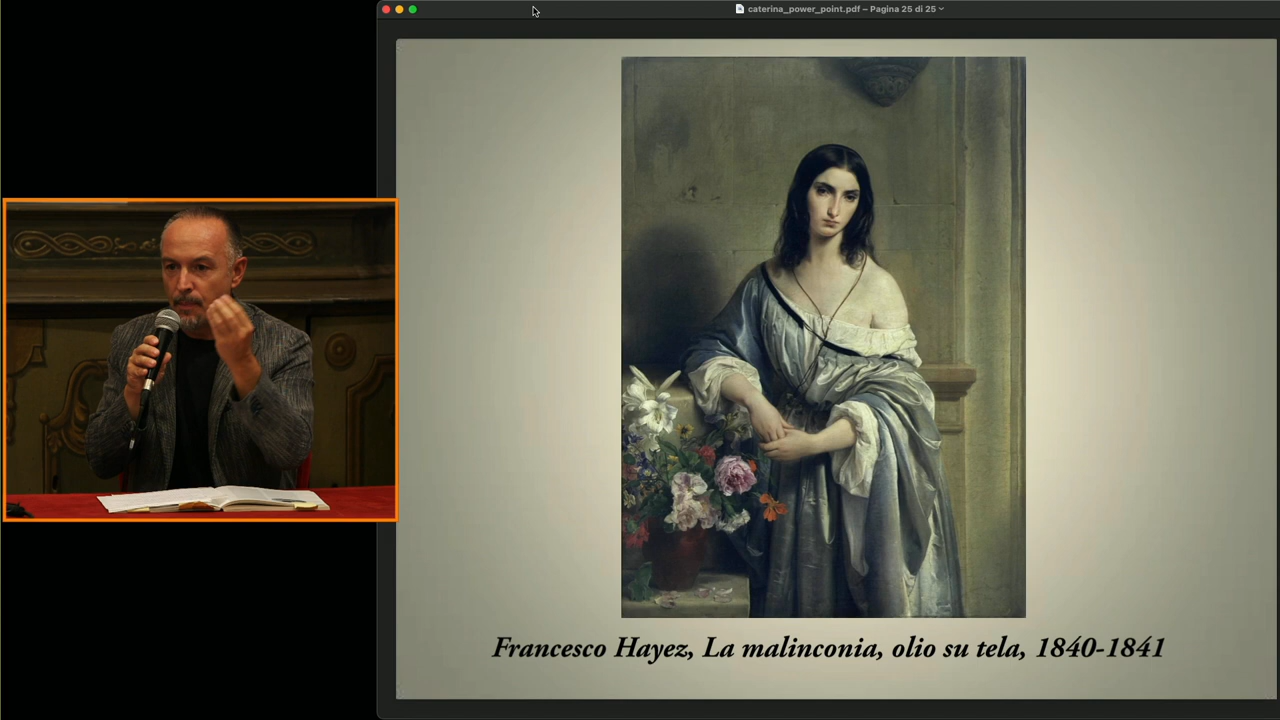 caterina_power_point.pdf – Pagina 25 di 25
Francesco Hayez, La malinconia, olio su tela, 1840-1841